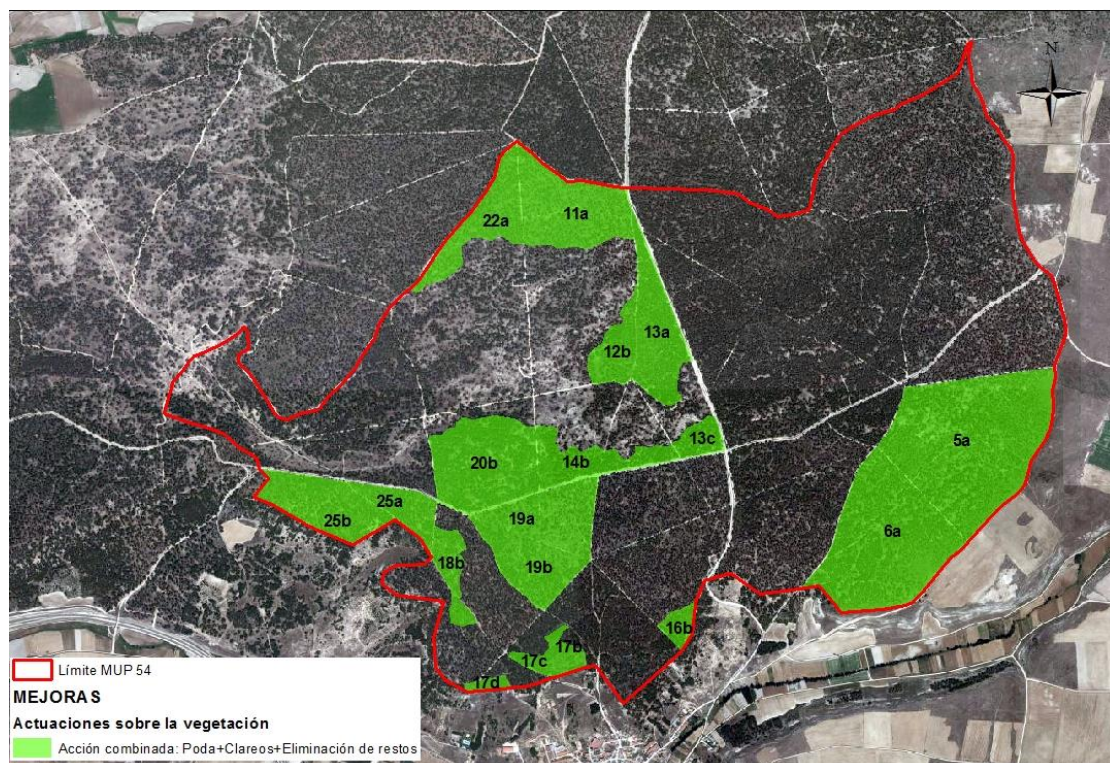 N
22a
11a
13a
12b
13c
5a
20b
14b
25a
19a
25b
6a
18b
19b
16b
17b
17c
17d
Límite MUP 54
MEJORAS
Actuaciones sobre la vegetación
Acción combinada: Poda+Clareos+Eliminación de restos